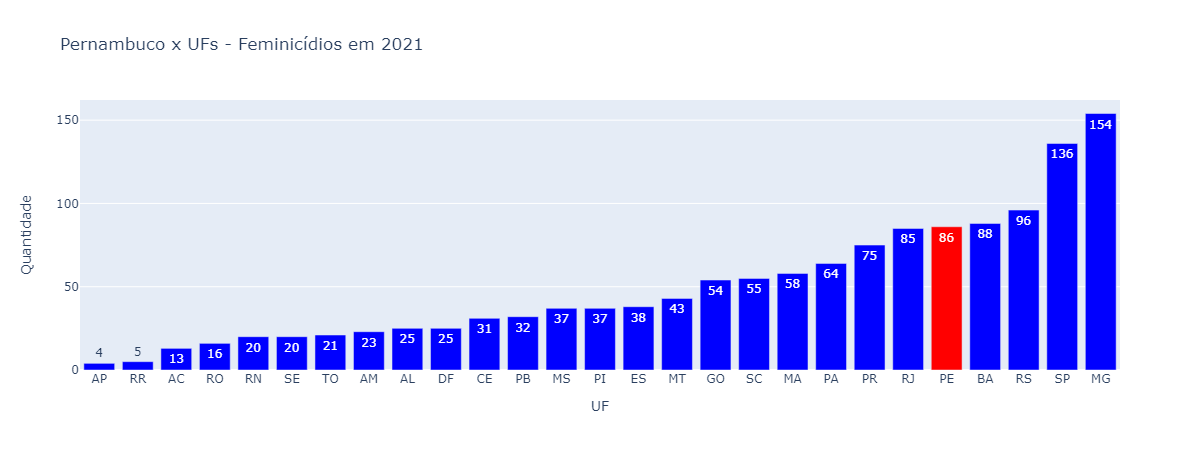 Pernambuco x UFs - Feminicídios em 2021
Quantidade
150
100
50
0
4 5 13 16 20 20 21 23 25 25 31 32 37 37 38 43 54 55 58 64 75 85 86 88 96 136 154
AP RR AC RO RN SE TO AM AL DF CE PB MS PI ES MT GO SC MA PA PR RJ PE BA RS SP MG
UF